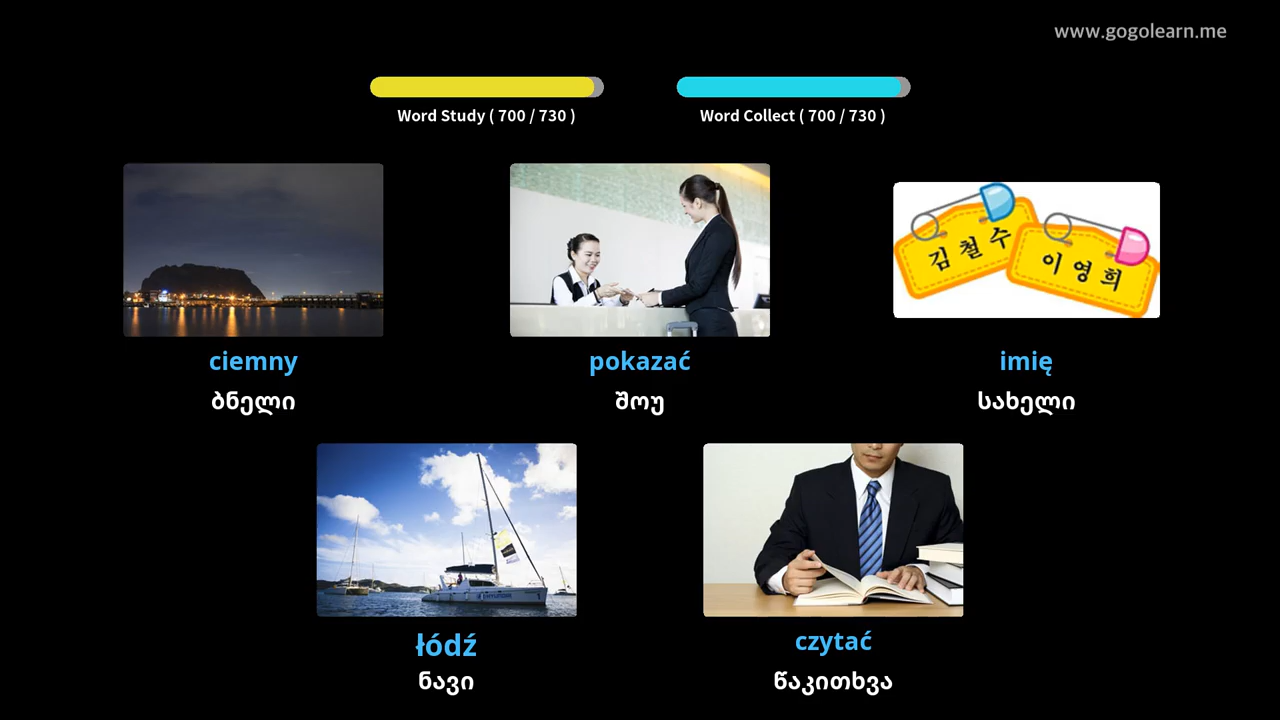 www.gogolearn.me
Word Study ( 700 / 730 )
Word Collect ( 700 / 730 )
김철수
이영희
ciemny
ბნელი
pokazać
შოუ
imię
სახელი
łódź
ნავი
czytać
წაკითხვა